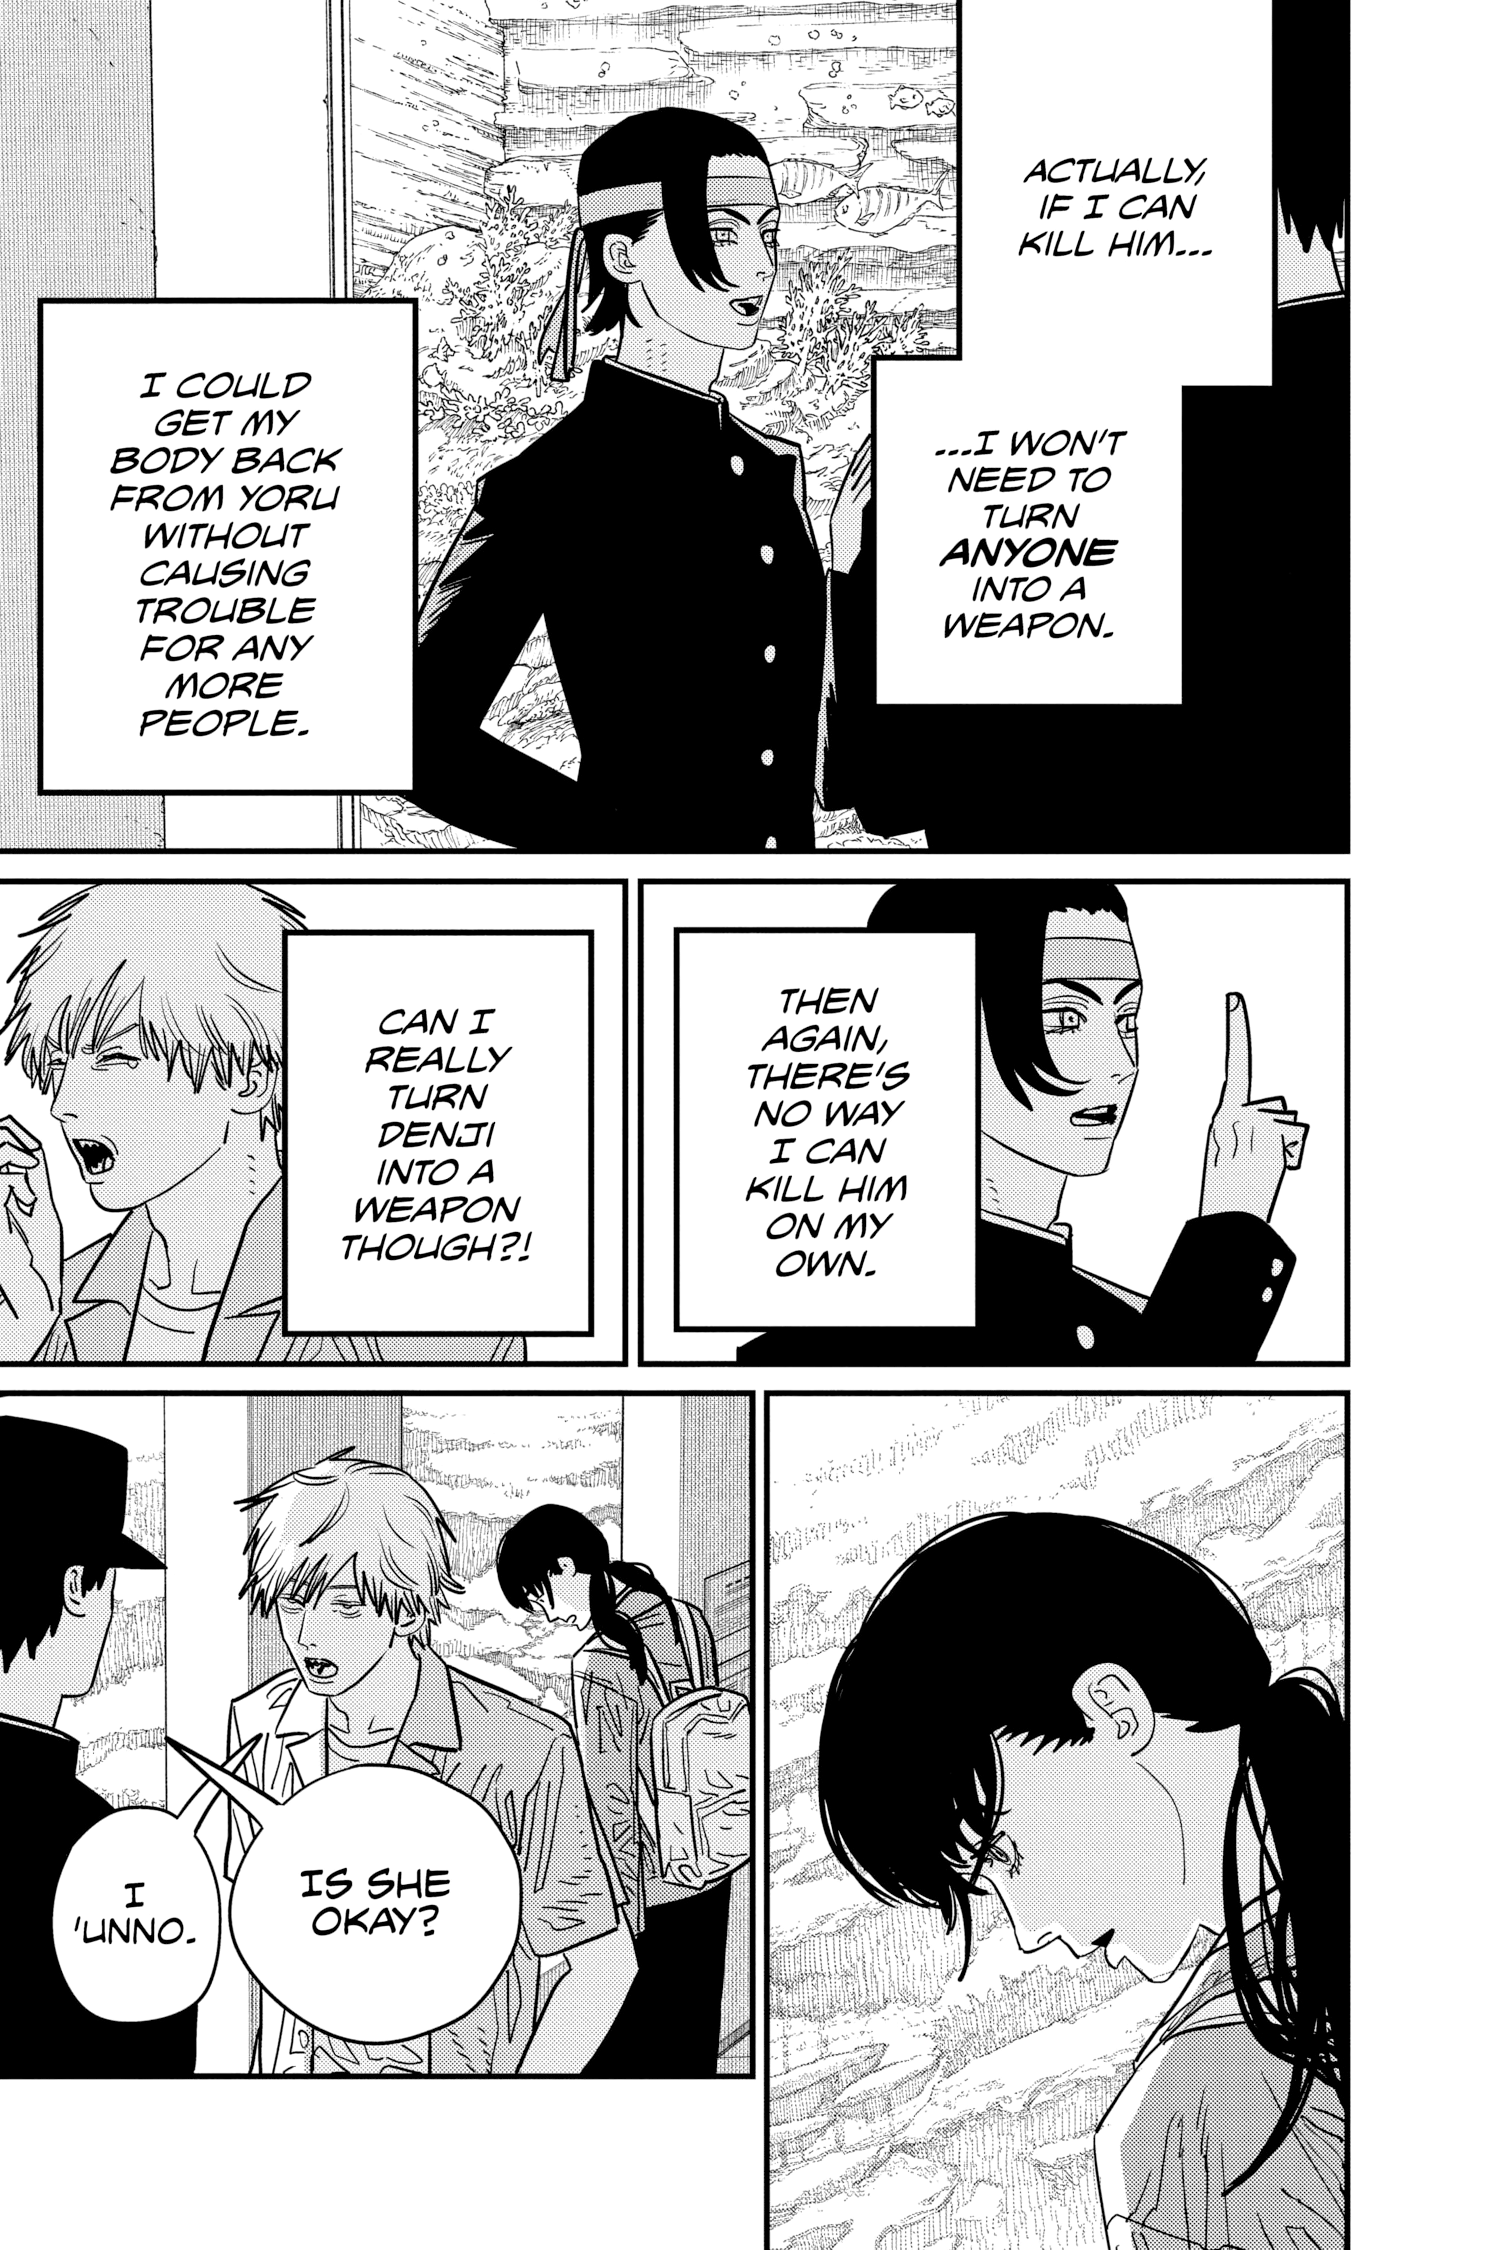 ACTUALLY,
IF I CAN
KILL HIM...
...I WON'T
NEED TO
TURN
ANYONE
INTO A
WEAPON.
I COULD
GET MY
BODY BACK
FROM YORU
WITHOUT
CAUSING
TROUBLE
FOR ANY
MORE
PEOPLE.
THEN
AGAIN,
THERE'S
NO WAY
I CAN
KILL HIM
ON MY
OWN.
CAN I
REALLY
TURN
DENJI
INTO A
WEAPON
THOUGH?!
IS SHE
OKAY?
I
'UNNO.